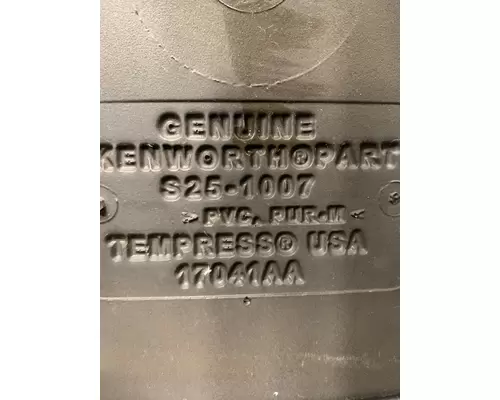 GENUINE
KENWORTH®PART
S25-1007
>PVC, PUR-M<
TEMPRESS® USA
17041AA